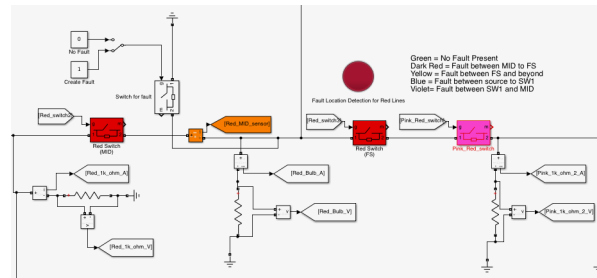 0
No Fault
1
Create Fault
Switch for fault
Green = No Fault Present
Dark Red = Fault between MID to FS
Yellow = Fault between FS and beyond
Blue = Fault between source to SW1
Violet= Fault between SW1 and MID
Fault Location Detection for Red Lines
[Red_switch2]
Red Switch
(MID)
[Red_MID_sensor]
[Red_switch3]
Red Switch
(FS)
[Pink_Red_switch]
Pink_Red_switch
[Red_1k_ohm_A]
[Red_Bulb_A]
[Pink_1k_ohm_2_A]
[Red_Bulb_V]
[Pink_1k_ohm_2_V]
[Red_1k_ohm_V]